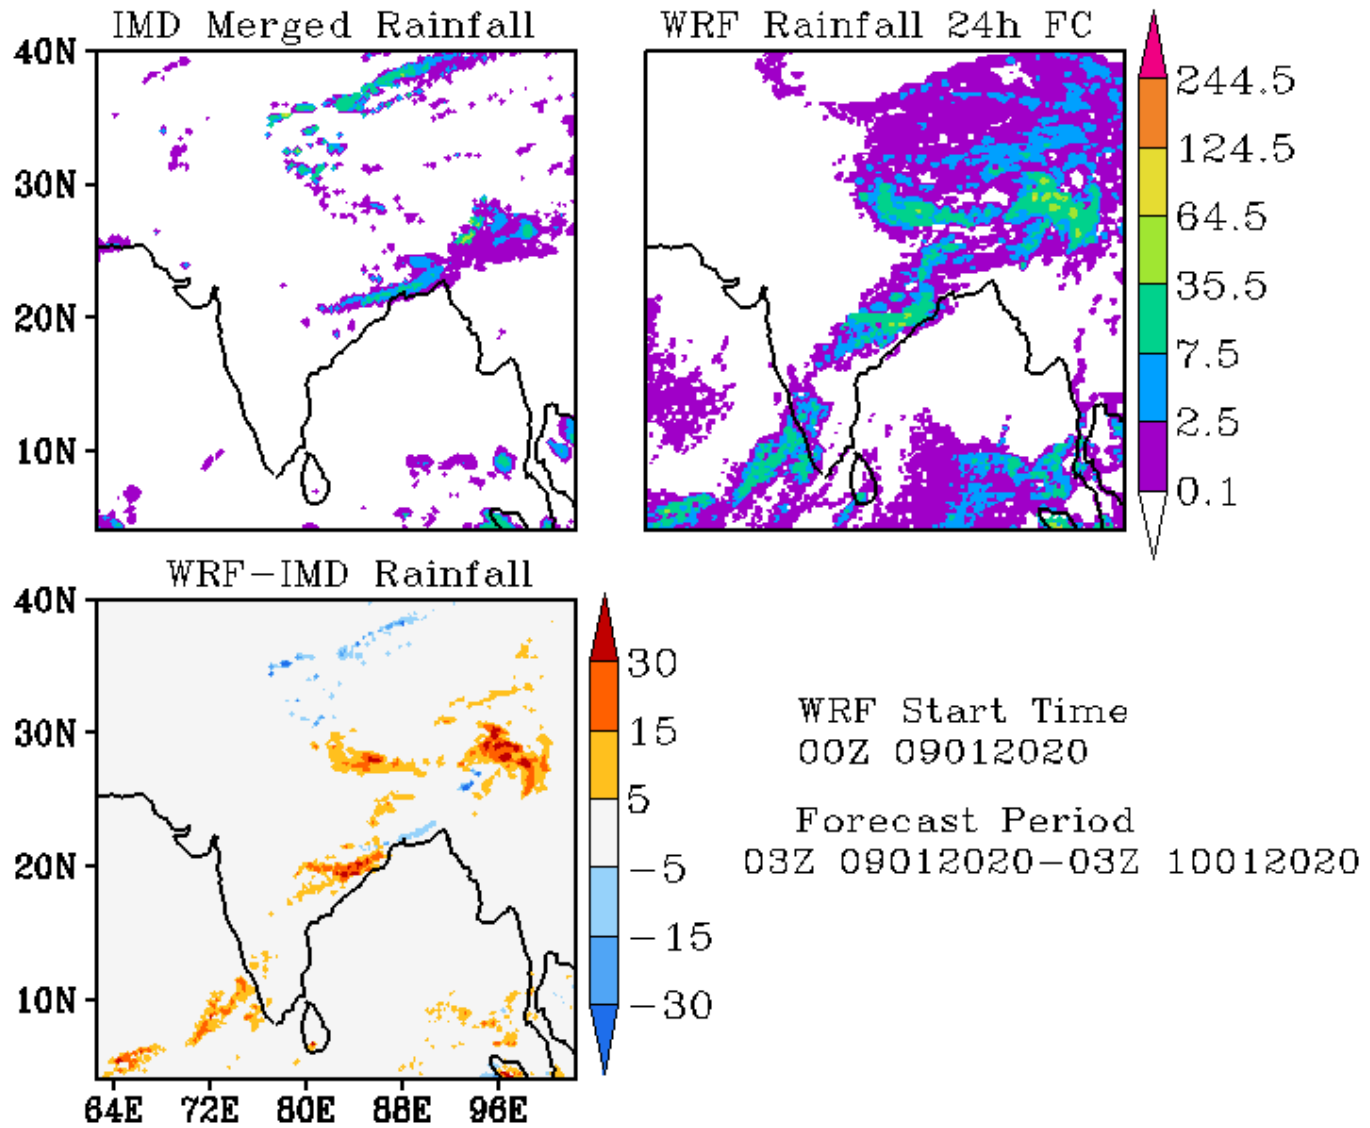 IMD Merged Rainfall
WRF Rainfall 24h FC
40N
30N
20N
10N
244.5
124.5
64.5
35.5
7.5
2.5
0.1
WRF-IMD Rainfall
40N
30N
20N
10N
64E 72E 80E 88E 96E
30
15
5
-5
-15
-30
WRF Start Time
00Z 09012020
Forecast Period
03Z 09012020-03Z 10012020